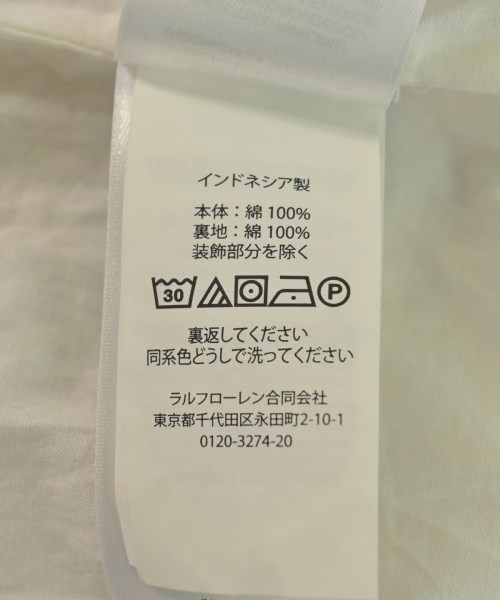 インドネシア製
本体：綿 100%
裏地：綿 100%
装飾部分を除く
30 P
裏返してください
同系色どうしで洗ってください
ラルフローレン合同会社
東京都千代田区永田町2-10-1
0120-3274-20